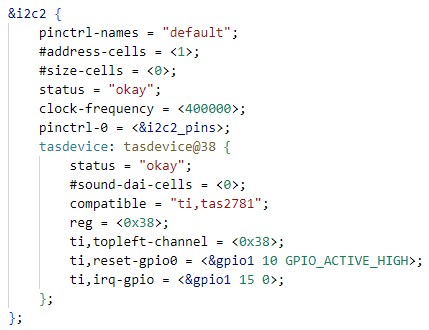 &i2c2 {
pinctrl-names = "default";
#address-cells = <1>;
#size-cells = <0>;
status = "okay";
clock-frequency = <400000>;
pinctrl-0 = <&i2c2_pins>;
tasdevice: tasdevice@38 {
status = "okay";
#sound-dai-cells = <0>;
compatible = "ti,tas2781";
reg = <0x38>;
ti,topleft-channel = <0x38>;
ti,reset-gpio0 = <&gpio1 10 GPIO_ACTIVE_HIGH>;
ti,irq-gpio = <&gpio1 15 0>;
};
};